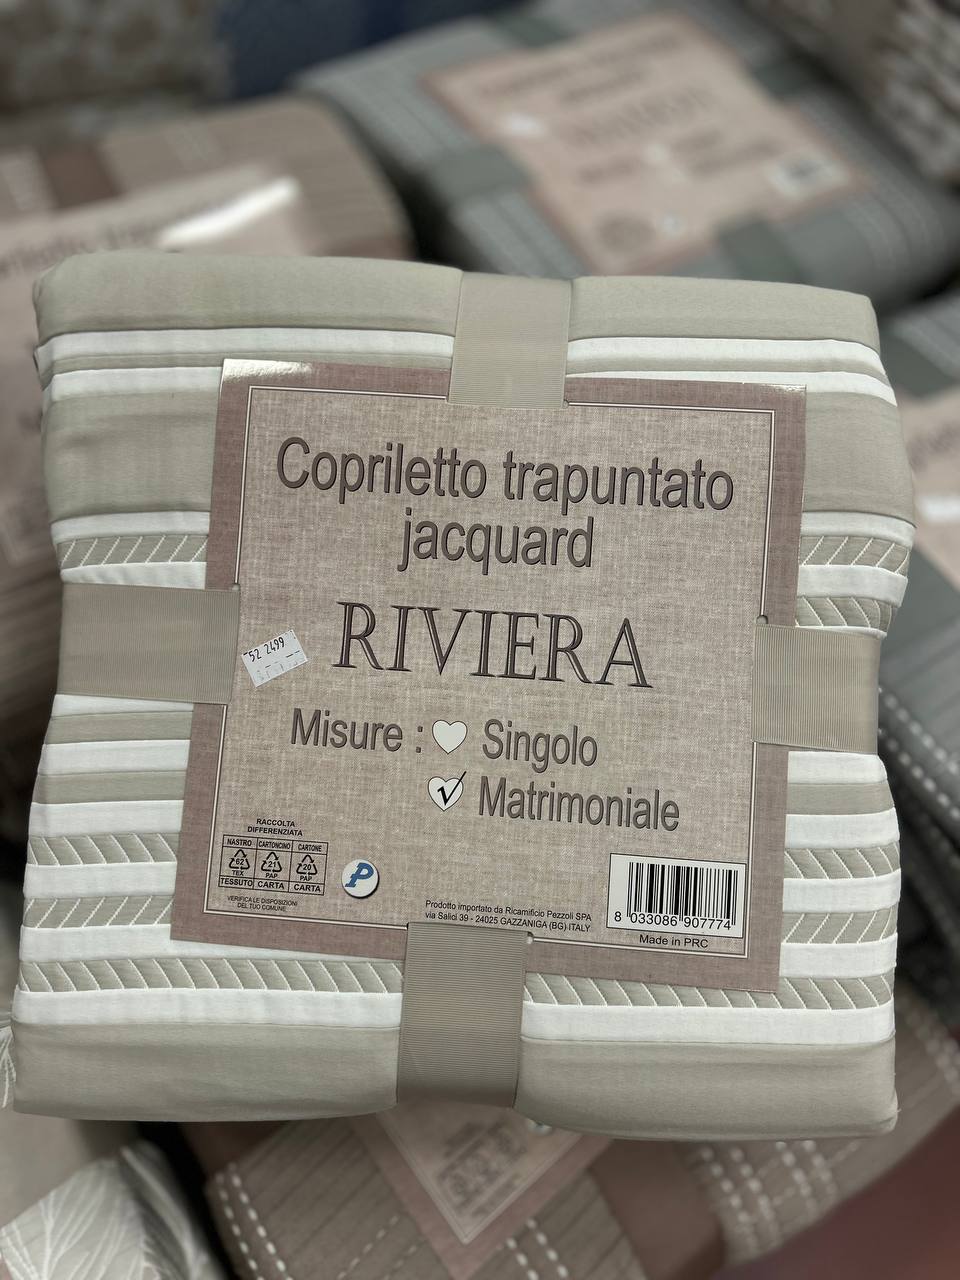 Copriletto trapuntato
jacquard
RIVIERA
52 2499
Misure : Singolo
√ Matrimoniale
RACCOLTA
DIFFERENZIATA
NASTRO CARTONCINO CARTONE
62 21 20
TEX PAP PAP
TESSUTO CARTA CARTA
VERIFICA LE DISPOSIZIONI
DEL TUO COMUNE
P
Prodotto importato da Ricamificio Pezzoli SPA
via Salici 39 - 24025 GAZZANIGA (BG) ITALY
8 033086 907774
Made in PRC